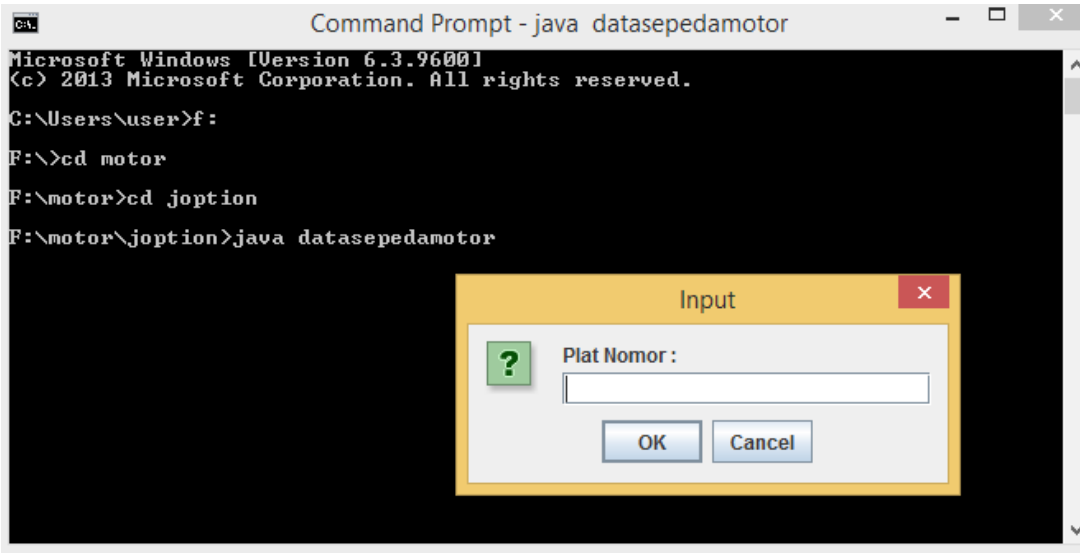 Command Prompt - java datasepedamotor
Microsoft Windows [Version 6.3.9600]
(c) 2013 Microsoft Corporation. All rights reserved.
C:\Users\user>f:
F:\>cd motor
F:\motor>cd joption
F:\motor\joption>java datasepedamotor
Input
?
Plat Nomor :
OK Cancel